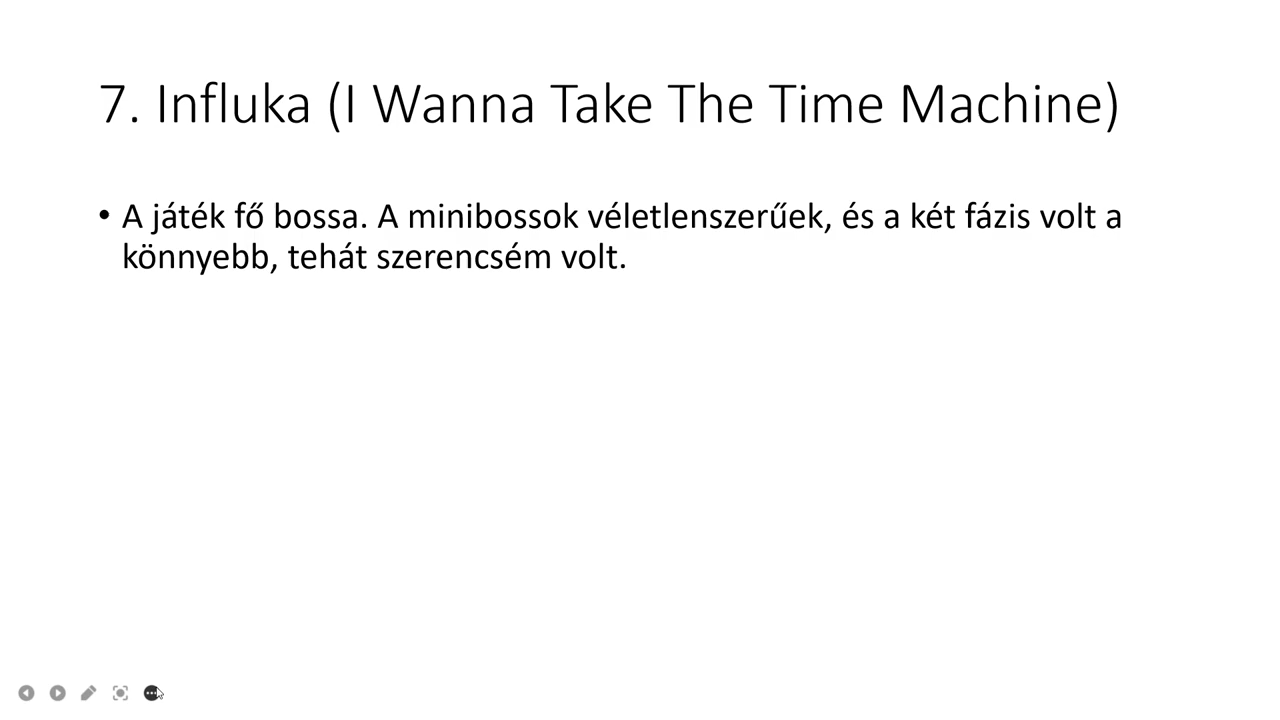 7. Influka (I Wanna Take The Time Machine)
• A játék fő bossa. A minibossok véletlenszerűek, és a két fázis volt a
könnyebb, tehát szerencsém volt.